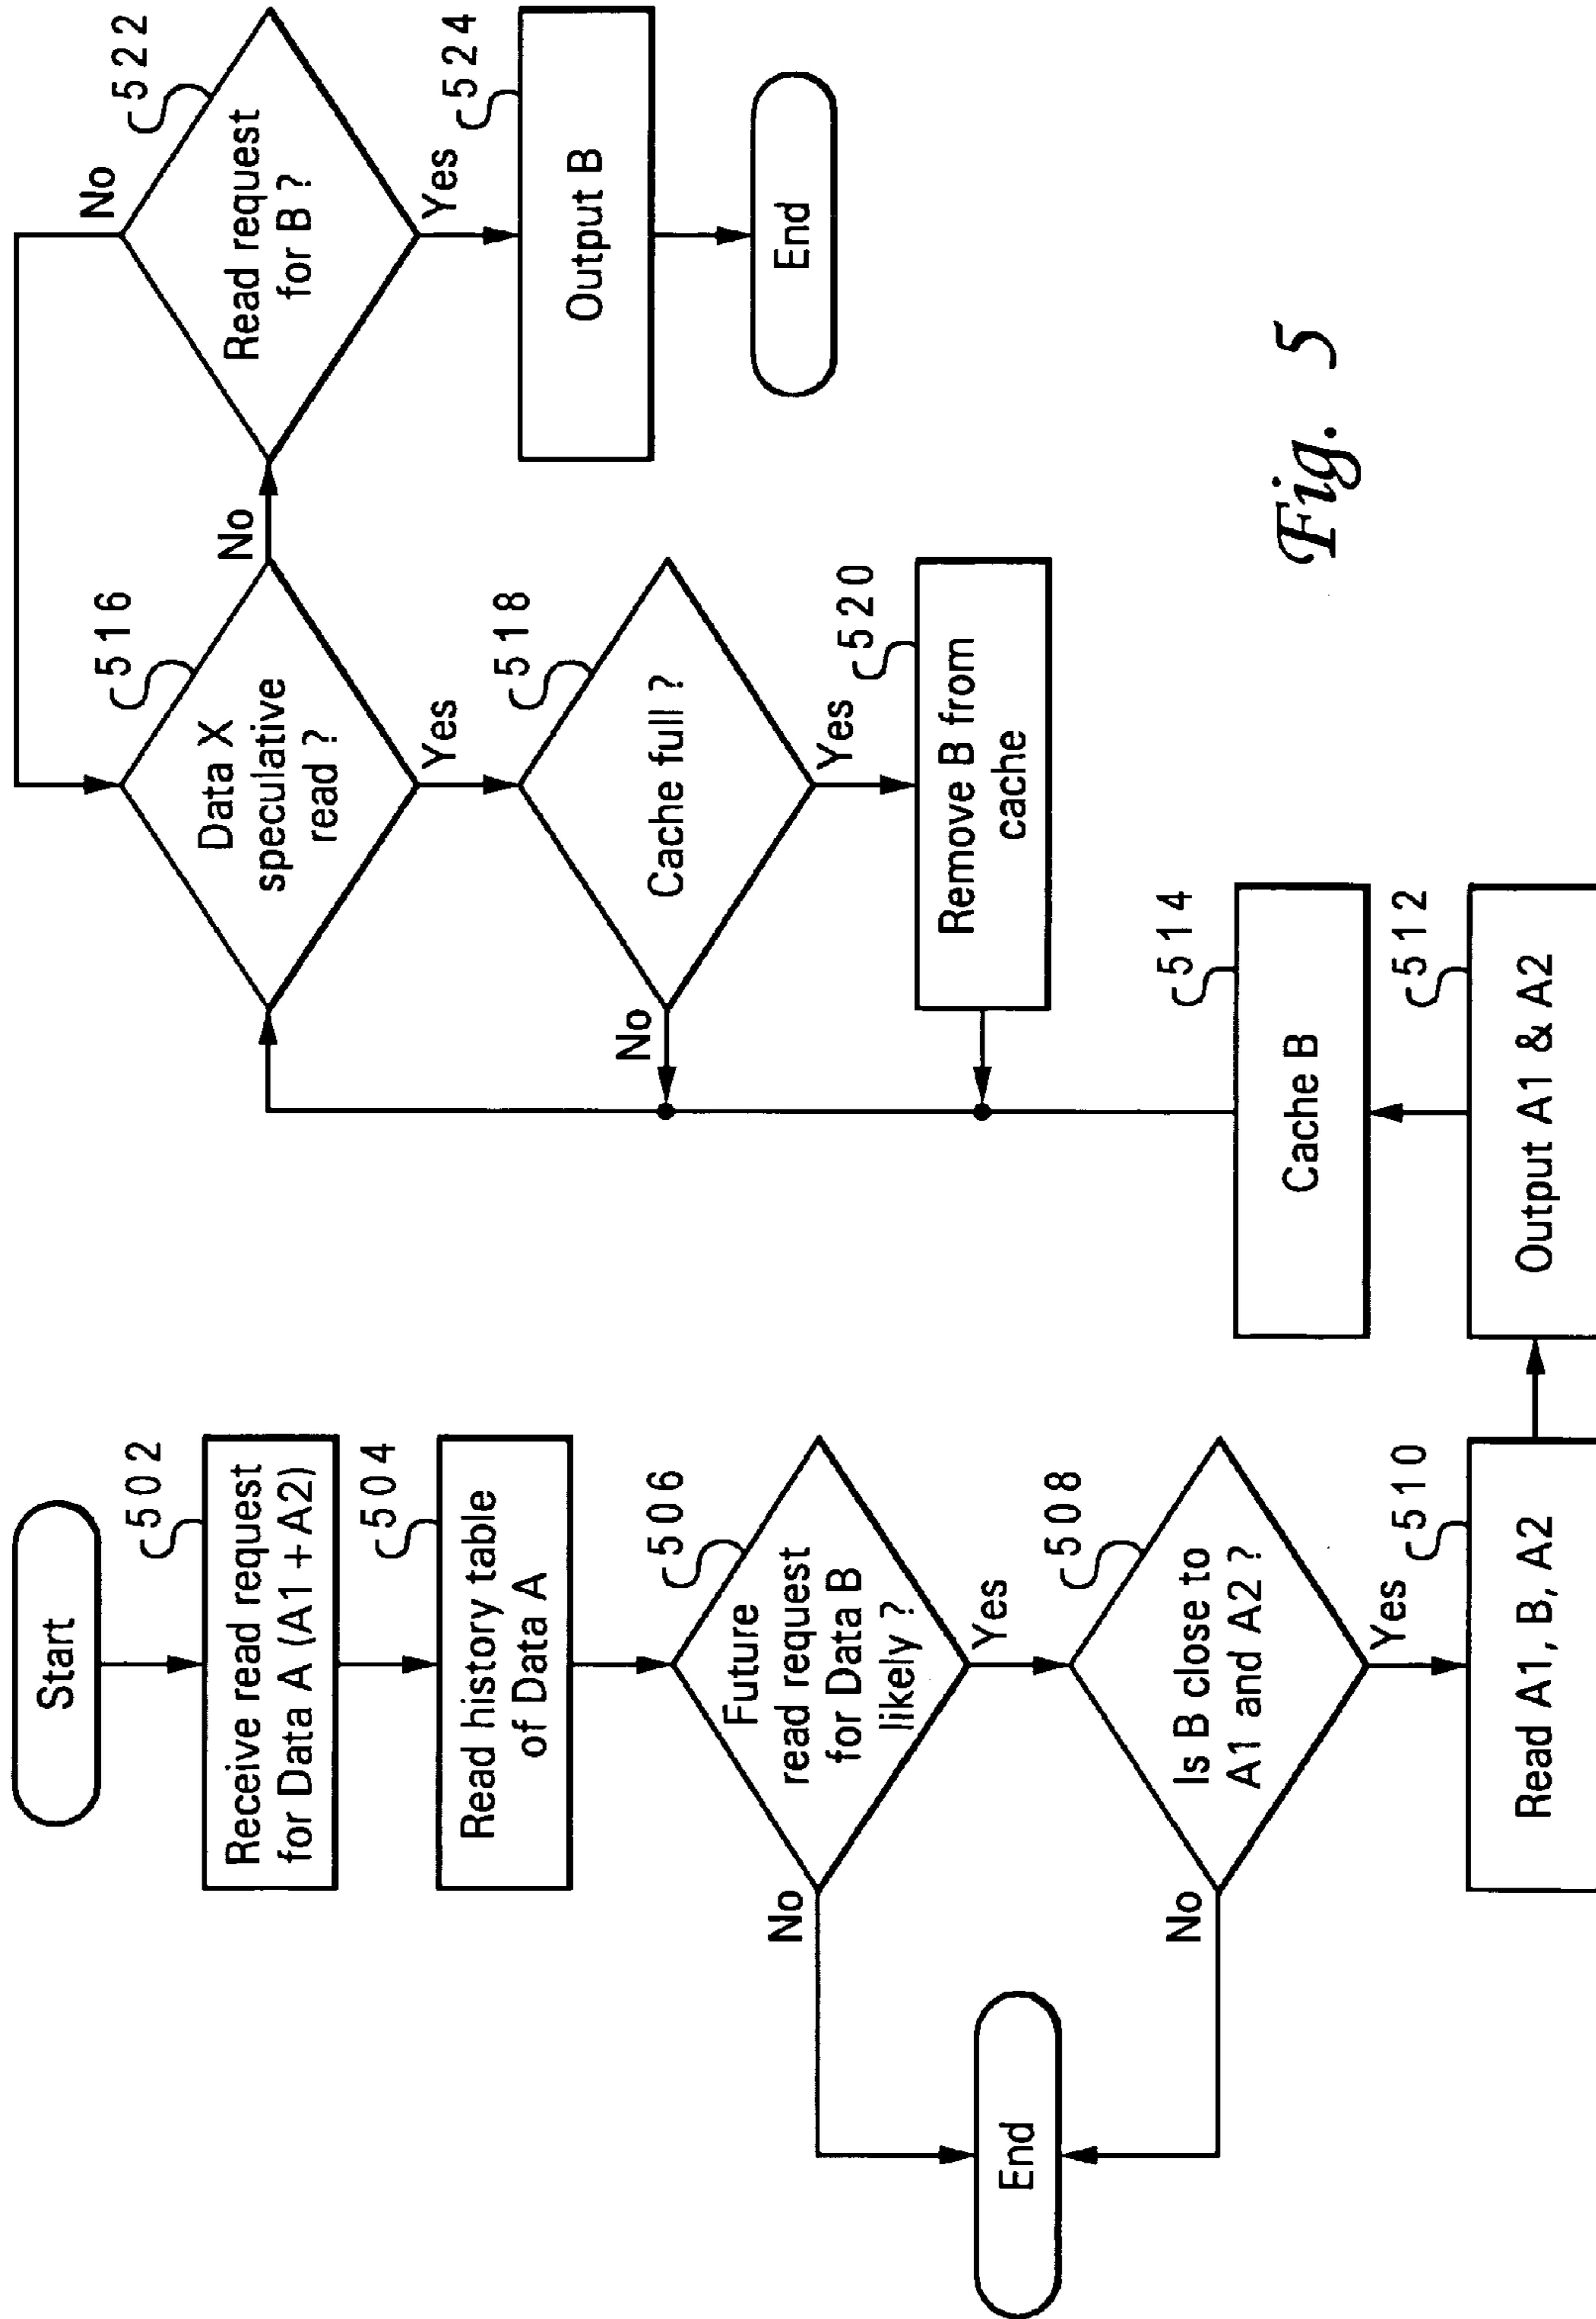 Start
502
Receive read request
for Data A (A1 + A2)
504
Read history table
of Data A
506
Future
read request
for Data B
likely ?
No
Yes
508
Is B close to
A1 and A2 ?
No
Yes
End
510
Read A1, B, A2
512
Output A1 & A2
514
Cache B
516
Data X
speculative
read ?
No
Yes
518
Cache full ?
No
Yes
520
Remove B from
cache
522
Read request
for B ?
No
Yes
524
Output B
End
Fig. 5